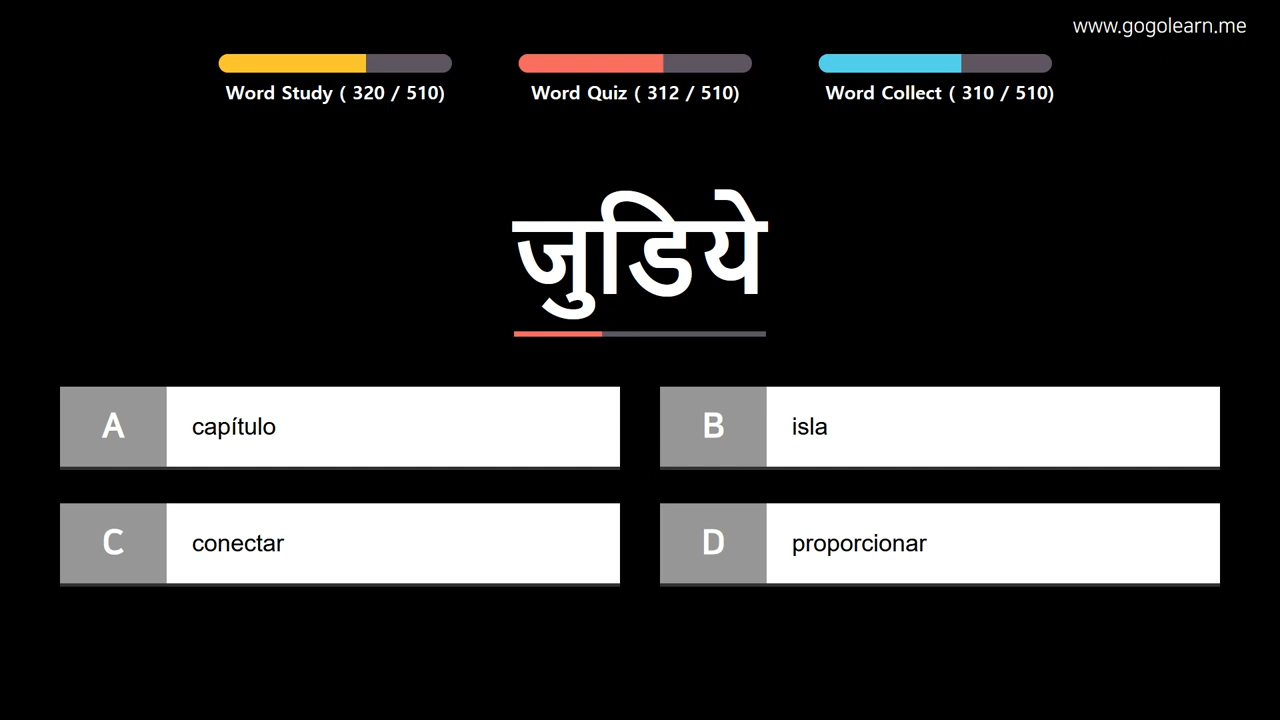 www.gogolearn.me
Word Study ( 320 / 510)
Word Quiz ( 312 / 510)
Word Collect ( 310 / 510)
जुडिये
A capítulo
B isla
C conectar
D proporcionar